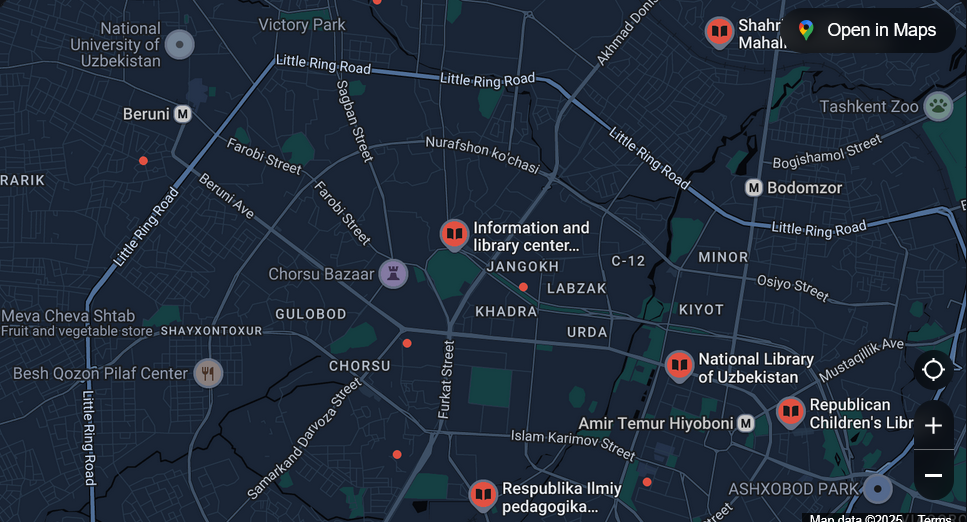 National
University of
Uzbekistan
Victory Park
Shahri
Mahal
Open in Maps
Akhmad Donis
Little Ring Road
Little Ring Road
Sagban Street
Beruni M
Tashkent Zoo
Farobi Street
Nurafshon ko'chasi
Little Ring Road
Bogishamol Street
RARIK
Beruni Ave
Farobi Street
M Bodomzor
Little Ring Road
Little Ring Road
Information and
library center...
JANGOKH
C-12
MINOR
Chorsu Bazaar
LABZAK
Osiyo Street
Meva Cheva Shtab
Fruit and vegetable store
SHAYXONTOXUR
GULOBOD
KHADRA
KIYOT
URDA
Mustaqillik Ave
CHORSU
Furkat Street
National Library
of Uzbekistan
Besh Qozon Pilaf Center
Little Ring Road
Samarkand Darvoza Street
Republican
Children's Libr
Amir Temur Hiyoboni M
Islam Karimov Street
Respublika Ilmiy
pedagogika...
ASHXOBOD PARK
Street
Map data ©2025
Terms